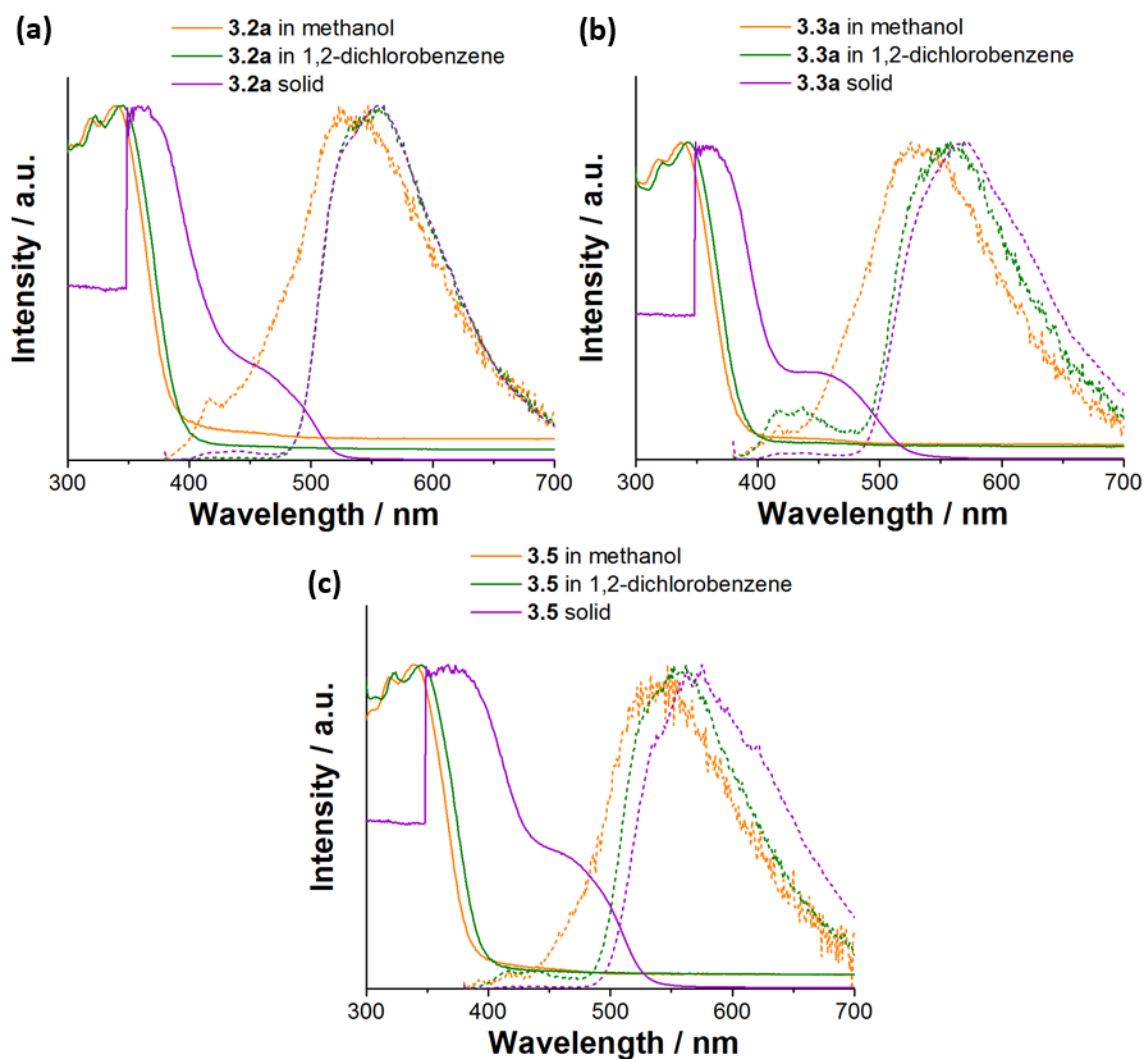 (a)
3.2a in methanol
3.2a in 1,2-dichlorobenzene
3.2a solid
Intensity / a.u.
300 400 500 600 700
Wavelength / nm
(b)
3.3a in methanol
3.3a in 1,2-dichlorobenzene
3.3a solid
Intensity / a.u.
300 400 500 600 700
Wavelength / nm
(c)
3.5 in methanol
3.5 in 1,2-dichlorobenzene
3.5 solid
Intensity / a.u.
300 400 500 600 700
Wavelength / nm